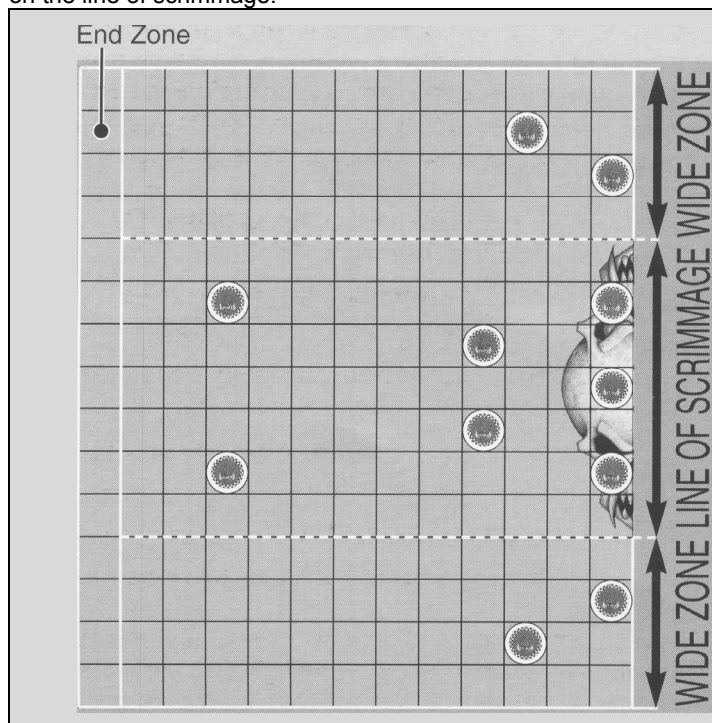 on the line of scrimmage.
End Zone
WIDE ZONE
LINE OF SCRIMMAGE
WIDE ZONE